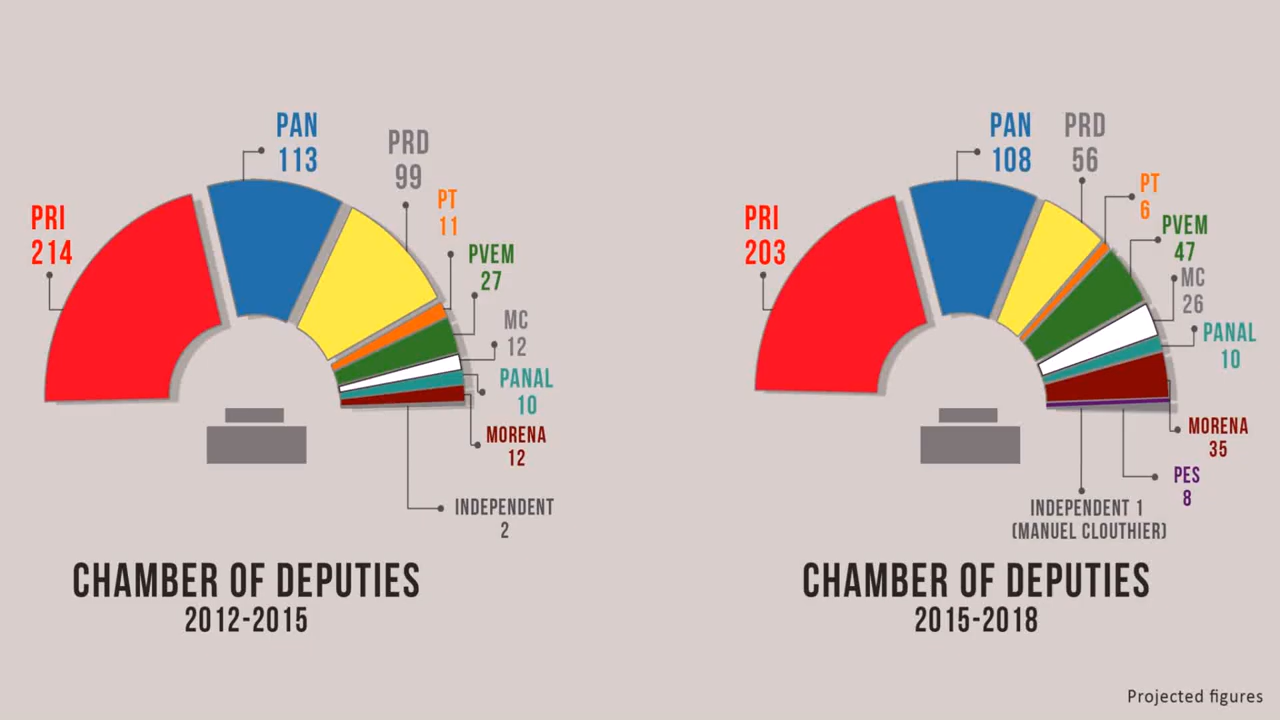 PAN
113
PRD
99
PT
11
PRI
214
PVEM
27
MC
12
PANAL
10
MORENA
12
INDEPENDENT
2
CHAMBER OF DEPUTIES
2012-2015
PAN
108
PRD
56
PT
6
PRI
203
PVEM
47
MC
26
PANAL
10
MORENA
35
PES
8
INDEPENDENT 1
(MANUEL CLOUTHIER)
CHAMBER OF DEPUTIES
2015-2018
Projected figures